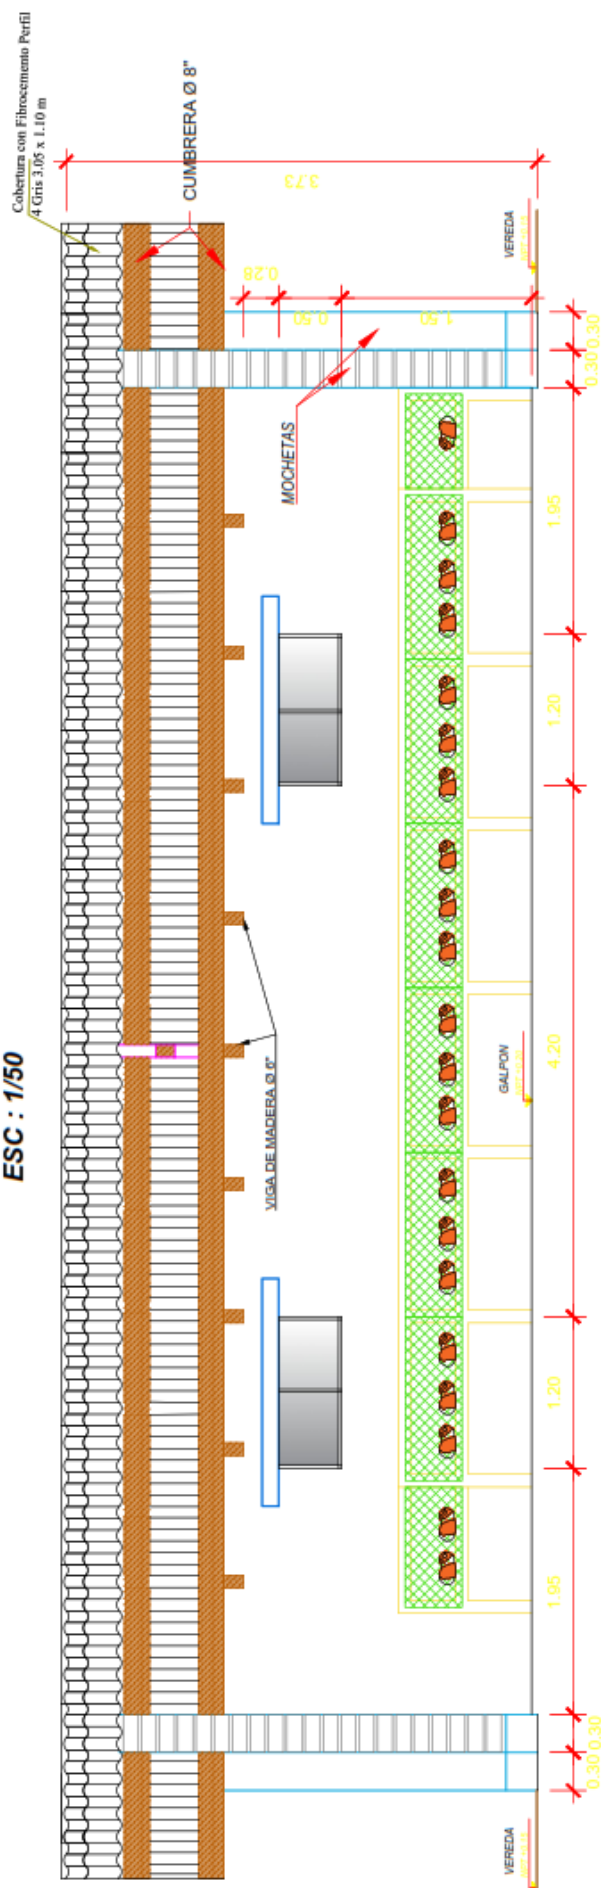 ESC : 1/50
Cobertura con Fibrocemento Perfil
4 Gris 3.05 x 1.10 m
CUMBRERA Ø 8"
MOCHETAS
VIGA DE MADERA Ø 6"
3.73
0.28
0.50
1.50
VEREDA
GALPON
VEREDA
0.30
0.30
1.95
1.20
4.20
1.20
1.95
0.30
0.30